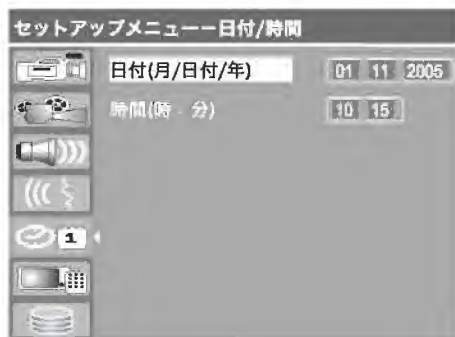 セットアップメニューー日付/時間
日付(月/日付/年) 01 11 2005
時間(時 - 分) 10 15
1